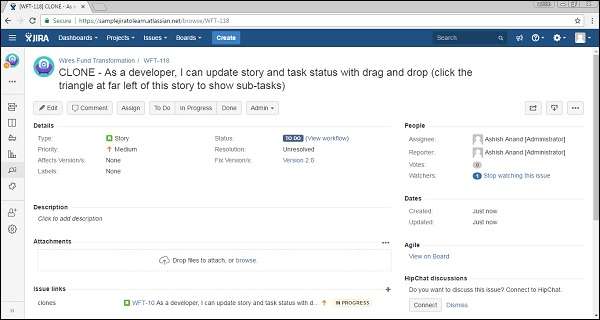 [WFT-118] CLONE - As a d
Secure https://samplejiratolearn.atlassian.net/browse/WFT-118
JIRA Dashboards Projects Issues Boards Create Search
Wires Fund Transformation / WFT-118
CLONE - As a developer, I can update story and task status with drag and drop (click the
triangle at far left of this story to show sub-tasks)
Edit Comment Assign To Do In Progress Done Admin
Details
Type: Story
Priority: Medium
Affects Version/s: None
Labels: None
Status: TO DO (View workflow)
Resolution: Unresolved
Fix Version/s: Version 2.0
Description
Click to add description
Attachments
Drop files to attach, or browse.
Issue links
clones WFT-10 As a developer, I can update story and task status with d... IN PROGRESS
People
Assignee: Ashish Anand [Administrator]
Reporter: Ashish Anand [Administrator]
Votes: 0
Watchers: 1 Stop watching this issue
Dates
Created: Just now
Updated: Just now
Agile
View on Board
HipChat discussions
Do you want to discuss this issue? Connect to HipChat.
Connect Dismiss